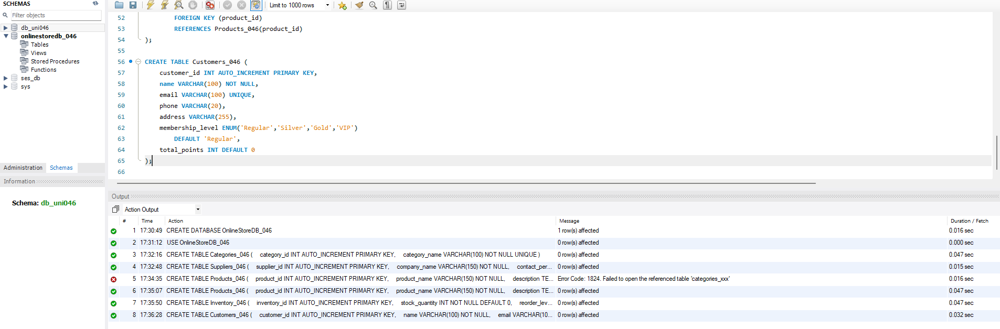 SCHEMAS
Filter objects
db_uni046
onlinestoredb_046
Tables
Views
Stored Procedures
Functions
ses_db
sys
Administration Schemas
Information
Schema: db_uni046
Limit to 1000 rows
52 FOREIGN KEY (product_id)
53 REFERENCES Products_046(product_id)
54 );
55
56 CREATE TABLE Customers_046 (
57 customer_id INT AUTO_INCREMENT PRIMARY KEY,
58 name VARCHAR(100) NOT NULL,
59 email VARCHAR(100) UNIQUE,
60 phone VARCHAR(20),
61 address VARCHAR(255),
62 membership_level ENUM('Regular','Silver','Gold','VIP')
63 DEFAULT 'Regular',
64 total_points INT DEFAULT 0
65 );
66
Output
Action Output
# Time Action Message Duration / Fetch
1 17:30:49 CREATE DATABASE OnlineStoreDB_046 1 row(s) affected 0.016 sec
2 17:31:12 USE OnlineStoreDB_046 0 row(s) affected 0.000 sec
3 17:32:16 CREATE TABLE Categories_046 ( category_id INT AUTO_INCREMENT PRIMARY KEY, category_name VARCHAR(100) NOT NULL UNIQUE ) 0 row(s) affected 0.047 sec
4 17:32:48 CREATE TABLE Suppliers_046 ( supplier_id INT AUTO_INCREMENT PRIMARY KEY, company_name VARCHAR(150) NOT NULL, contact_per... 0 row(s) affected 0.015 sec
5 17:34:35 CREATE TABLE Products_046 ( product_id INT AUTO_INCREMENT PRIMARY KEY, product_name VARCHAR(150) NOT NULL, description TE... Error Code: 1824. Failed to open the referenced table 'categories_xxx' 0.016 sec
6 17:35:07 CREATE TABLE Products_046 ( product_id INT AUTO_INCREMENT PRIMARY KEY, product_name VARCHAR(150) NOT NULL, description TE... 0 row(s) affected 0.047 sec
7 17:35:50 CREATE TABLE Inventory_046 ( inventory_id INT AUTO_INCREMENT PRIMARY KEY, stock_quantity INT NOT NULL DEFAULT 0, reorder_lev... 0 row(s) affected 0.047 sec
8 17:36:28 CREATE TABLE Customers_046 ( customer_id INT AUTO_INCREMENT PRIMARY KEY, name VARCHAR(100) NOT NULL, email VARCHAR(10... 0 row(s) affected 0.032 sec